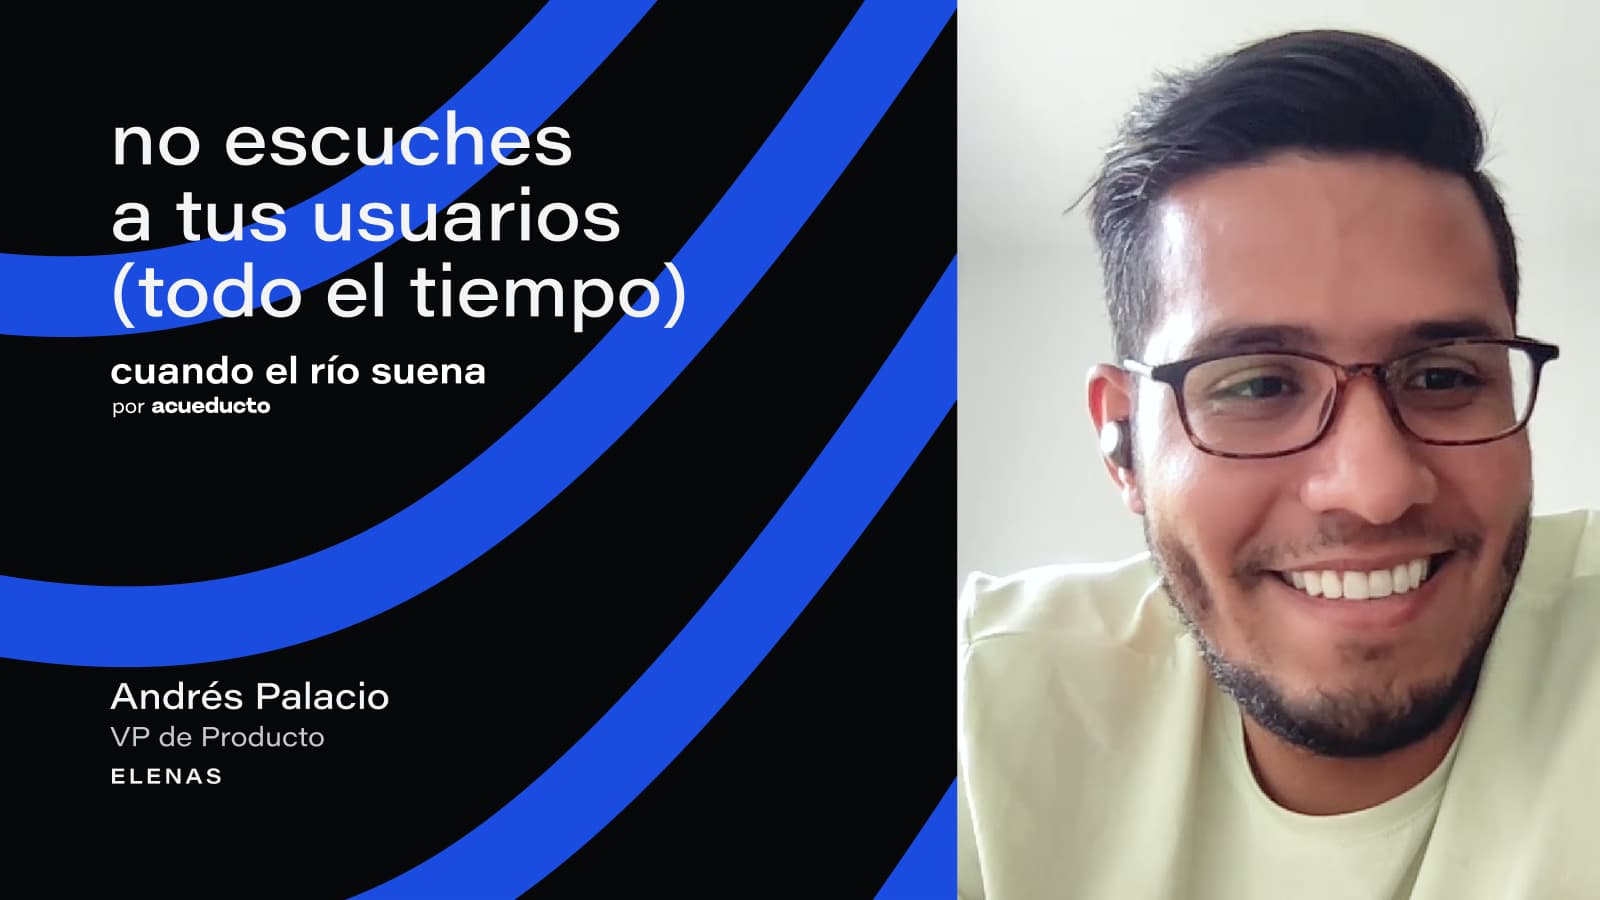 no escuches
a tus usuarios
(todo el tiempo)
cuando el río suena
por acueducto
Andrés Palacio
VP de Producto
ELENAS